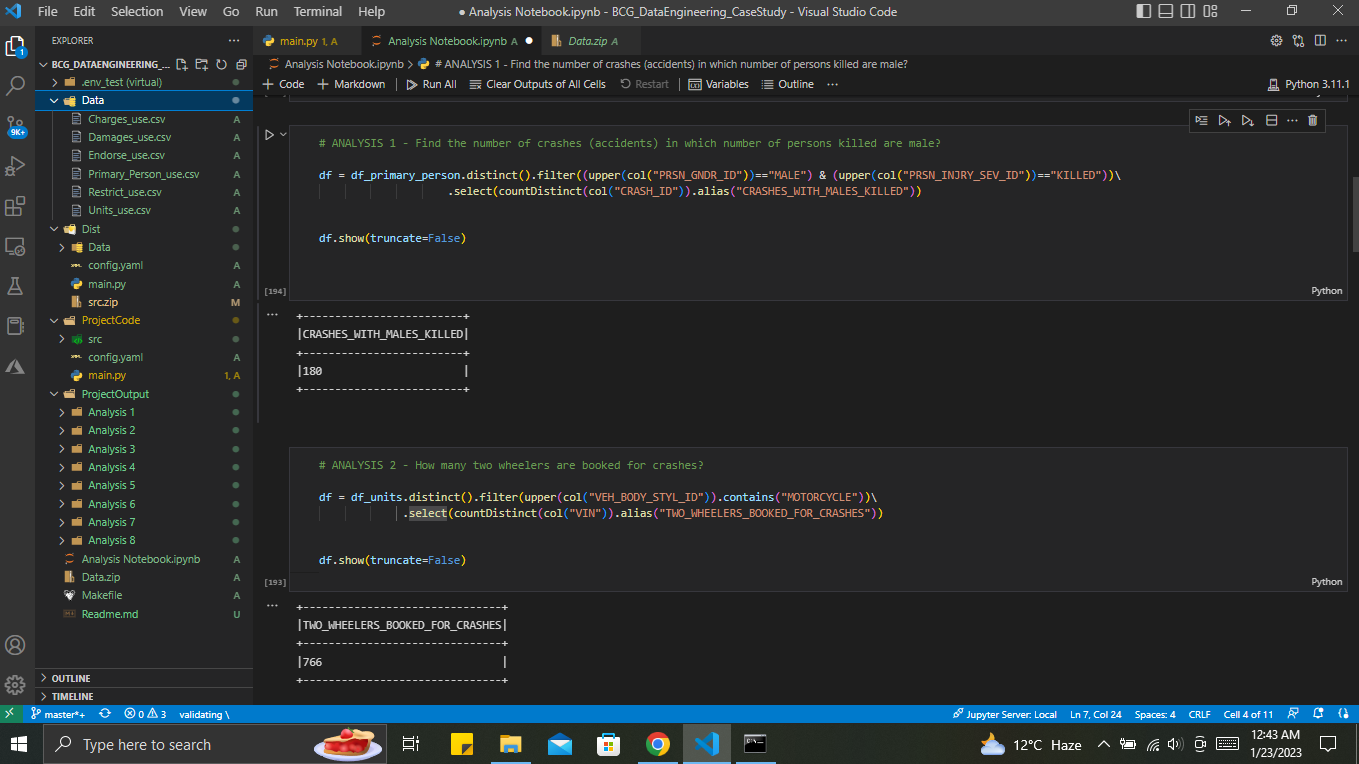 File Edit Selection View Go Run Terminal Help
● Analysis Notebook.ipynb - BCG_DataEngineering_CaseStudy - Visual Studio Code
EXPLORER
main.py 1, A
Analysis Notebook.ipynb A
Data.zip A
BCG_DATAENGINEERING_...
Analysis Notebook.ipynb > # ANALYSIS 1 - Find the number of crashes (accidents) in which number of persons killed are male?
+ Code + Markdown Run All Clear Outputs of All Cells Restart Variables Outline ... Python 3.11.1
1
9K+
.env_test (virtual)
Data
Charges_use.csv A
Damages_use.csv A
Endorse_use.csv A
Primary_Person_use.csv A
Restrict_use.csv A
Units_use.csv A
Dist
Data
config.yaml A
main.py A
src.zip M
ProjectCode
src
config.yaml A
main.py 1, A
ProjectOutput
Analysis 1
Analysis 2
Analysis 3
Analysis 4
Analysis 5
Analysis 6
Analysis 7
Analysis 8
Analysis Notebook.ipynb A
Data.zip A
Makefile A
Readme.md U
OUTLINE
TIMELINE
# ANALYSIS 1 - Find the number of crashes (accidents) in which number of persons killed are male?
df = df_primary_person.distinct().filter((upper(col("PRSN_GNDR_ID"))=="MALE") & (upper(col("PRSN_INJRY_SEV_ID"))=="KILLED"))\
.select(countDistinct(col("CRASH_ID")).alias("CRASHES_WITH_MALES_KILLED"))
df.show(truncate=False)
[194] Python
+-------------------------+
|CRASHES_WITH_MALES_KILLED|
+-------------------------+
|180                      |
+-------------------------+
# ANALYSIS 2 - How many two wheelers are booked for crashes?
df = df_units.distinct().filter(upper(col("VEH_BODY_STYL_ID")).contains("MOTORCYCLE"))\
.select(countDistinct(col("VIN")).alias("TWO_WHEELERS_BOOKED_FOR_CRASHES"))
df.show(truncate=False)
[193] Python
+-------------------------------+
|TWO_WHEELERS_BOOKED_FOR_CRASHES|
+-------------------------------+
|766                            |
+-------------------------------+
master*+ 0 3 validating \ Jupyter Server: Local Ln 7, Col 24 Spaces: 4 CRLF Cell 4 of 11
Type here to search
12°C Haze
12:43 AM
1/23/2023